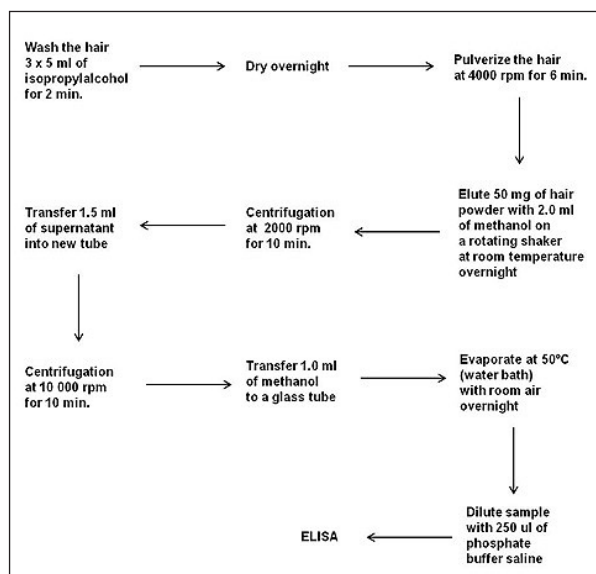 Wash the hair
3 x 5 ml of
isopropylalcohol
for 2 min.
Dry overnight
Pulverize the hair
at 4000 rpm for 6 min.
Elute 50 mg of hair
powder with 2.0 ml
of methanol on
a rotating shaker
at room temperature
overnight
Centrifugation
at 2000 rpm
for 10 min.
Transfer 1.5 ml
of supernatant
into new tube
Centrifugation
at 10 000 rpm
for 10 min.
Transfer 1.0 ml
of methanol
to a glass tube
Evaporate at 50°C
(water bath)
with room air
overnight
Dilute sample
with 250 ul of
phosphate
buffer saline
ELISA